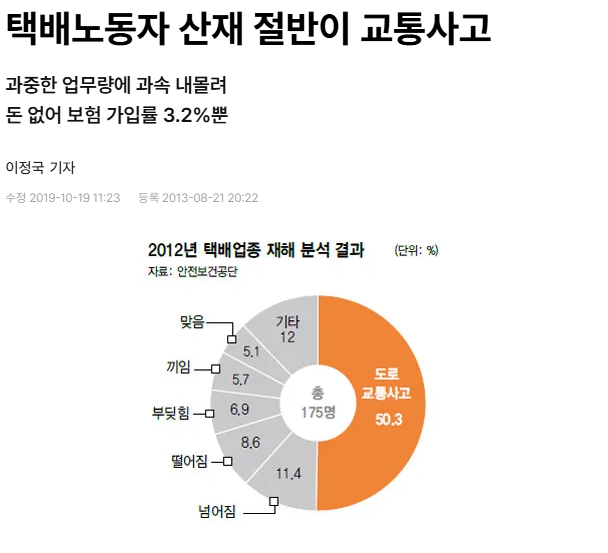 택배노동자 산재 절반이 교통사고
과중한 업무량에 과속 내몰려
돈 없어 보험 가입률 3.2%뿐
이정국 기자
수정 2019-10-19 11:23 등록 2013-08-21 20:22
2012년 택배업종 재해 분석 결과 (단위: %)
자료: 안전보건공단
맞음
5.1
기타
12
끼임
5.7
도로
교통사고
50.3
총
175명
부딪힘
6.9
떨어짐
8.6
넘어짐
11.4